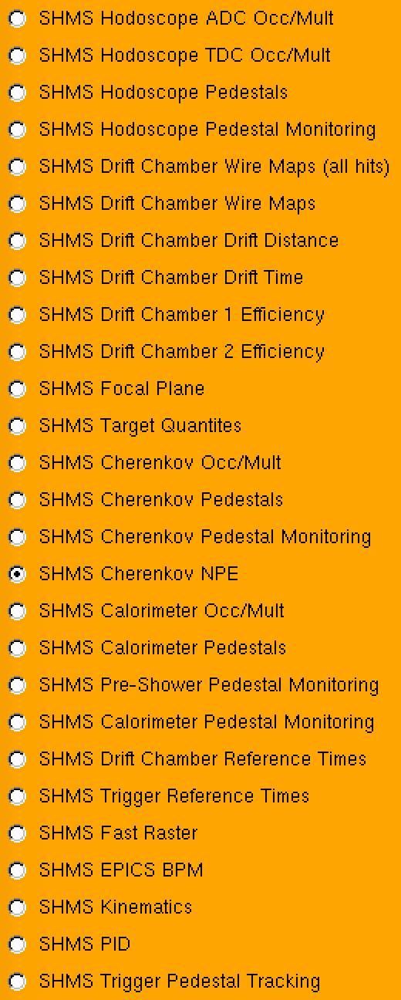 SHMS Hodoscope ADC Occ/Mult
SHMS Hodoscope TDC Occ/Mult
SHMS Hodoscope Pedestals
SHMS Hodoscope Pedestal Monitoring
SHMS Drift Chamber Wire Maps (all hits)
SHMS Drift Chamber Wire Maps
SHMS Drift Chamber Drift Distance
SHMS Drift Chamber Drift Time
SHMS Drift Chamber 1 Efficiency
SHMS Drift Chamber 2 Efficiency
SHMS Focal Plane
SHMS Target Quantites
SHMS Cherenkov Occ/Mult
SHMS Cherenkov Pedestals
SHMS Cherenkov Pedestal Monitoring
SHMS Cherenkov NPE
SHMS Calorimeter Occ/Mult
SHMS Calorimeter Pedestals
SHMS Pre-Shower Pedestal Monitoring
SHMS Calorimeter Pedestal Monitoring
SHMS Drift Chamber Reference Times
SHMS Trigger Reference Times
SHMS Fast Raster
SHMS EPICS BPM
SHMS Kinematics
SHMS PID
SHMS Trigger Pedestal Tracking